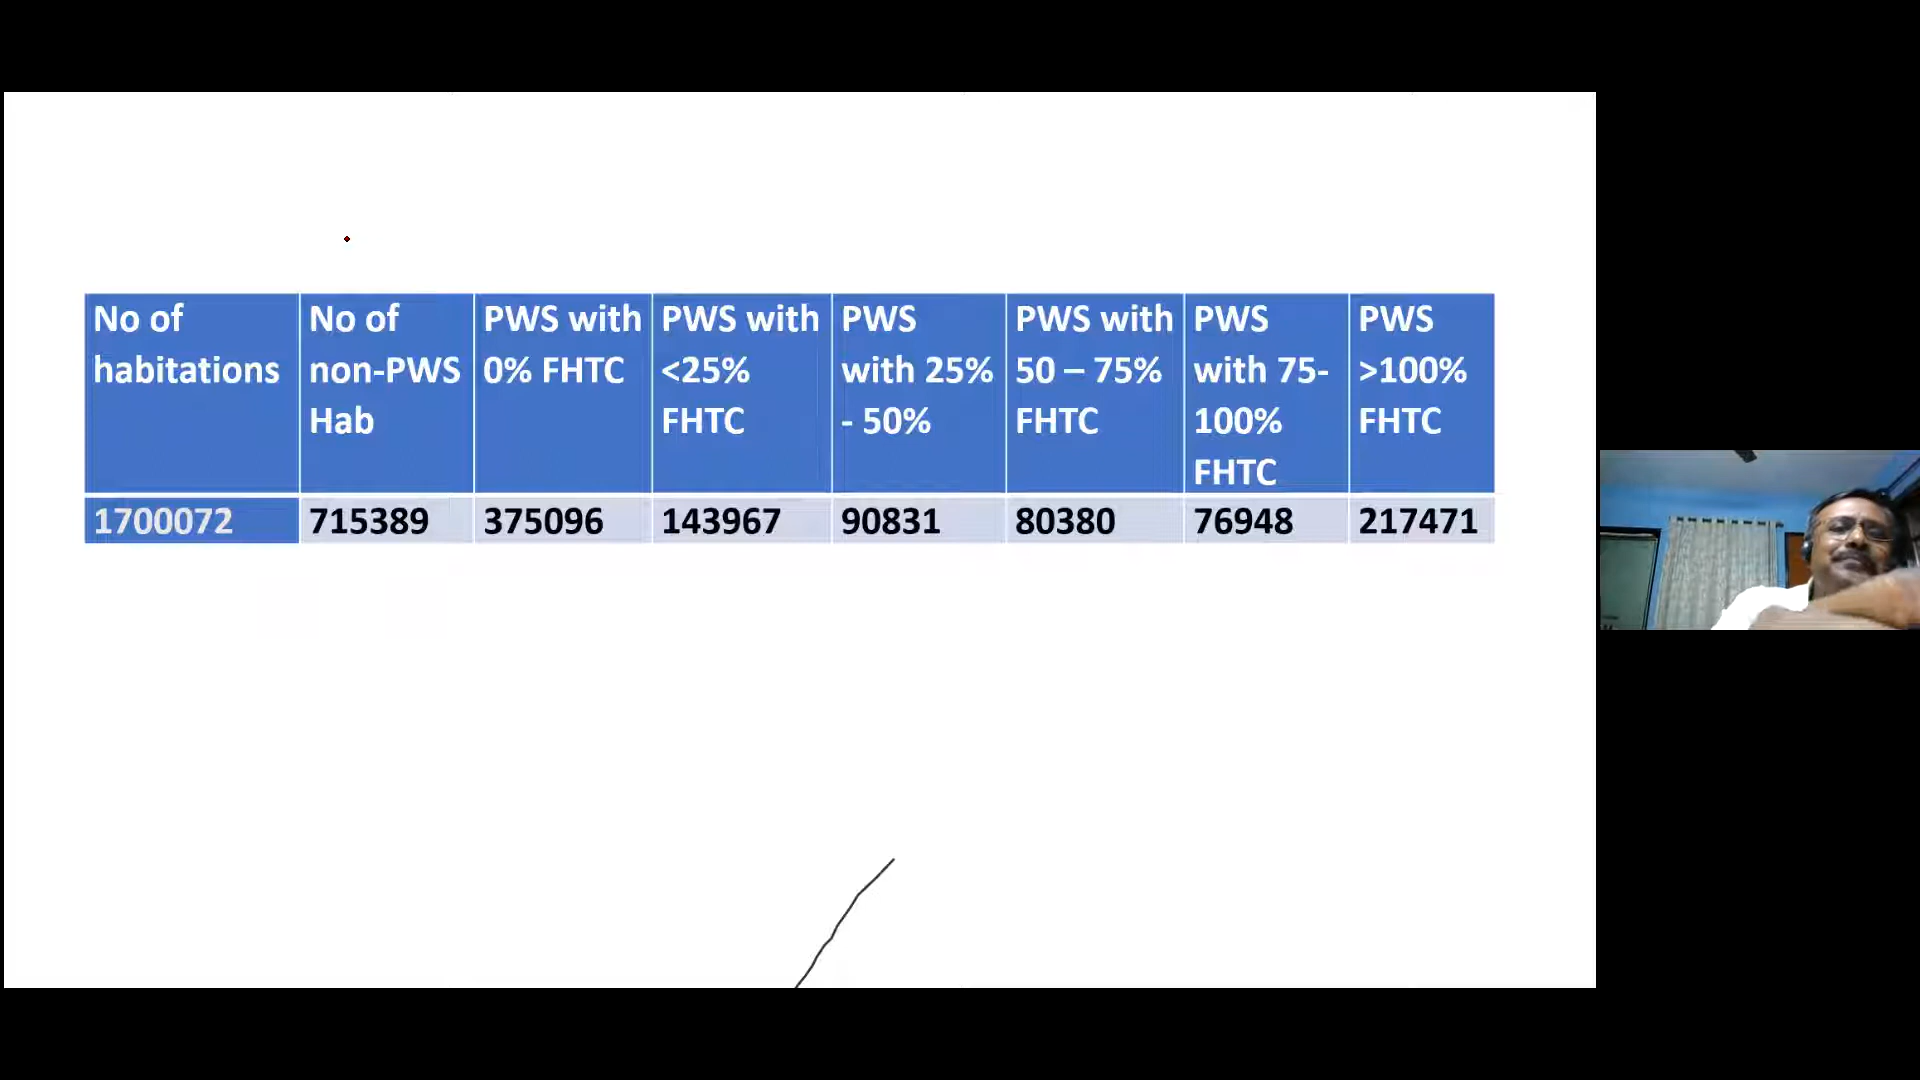 No of habitations
No of non-PWS Hab
PWS with 0% FHTC
PWS with <25% FHTC
PWS with 25% - 50%
PWS with 50 – 75% FHTC
PWS with 75-100% FHTC
PWS >100% FHTC
1700072 715389 375096 143967 90831 80380 76948 217471